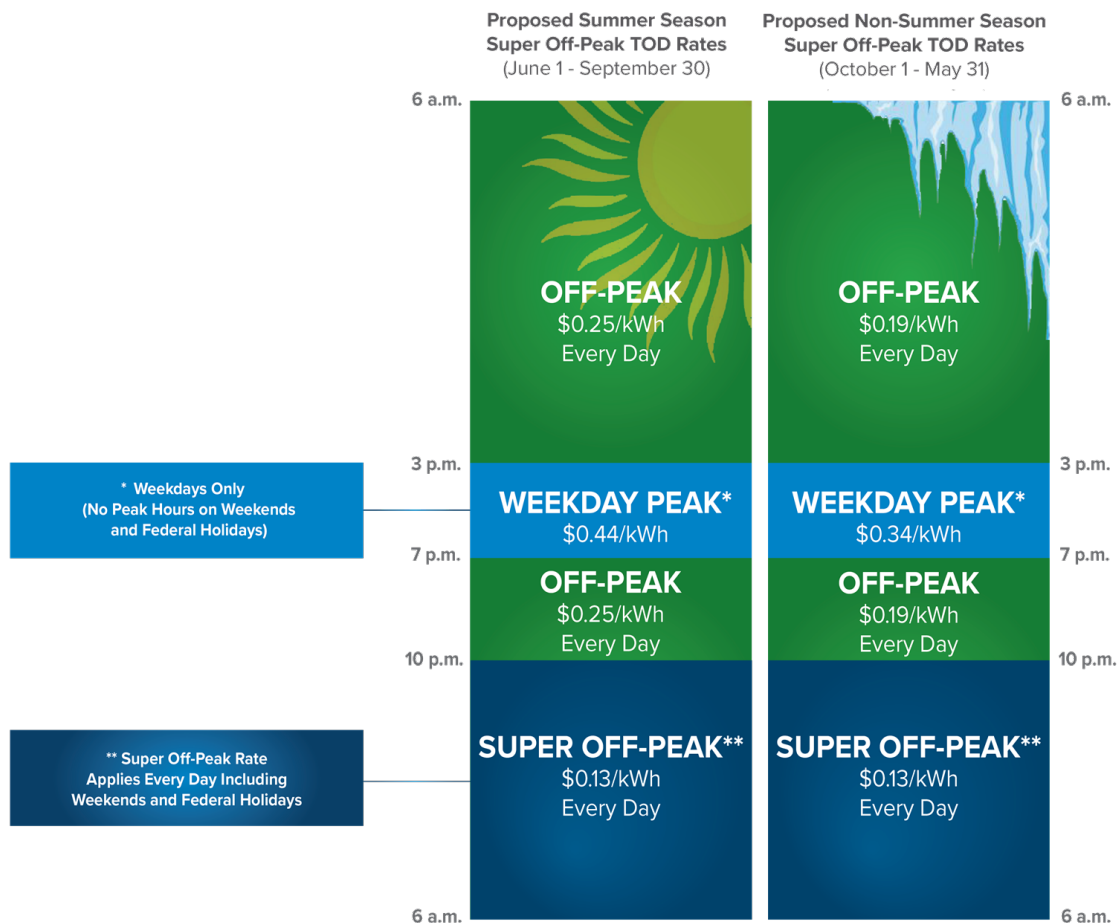 Proposed Summer Season
Super Off-Peak TOD Rates
(June 1 - September 30)
Proposed Non-Summer Season
Super Off-Peak TOD Rates
(October 1 - May 31)
6 a.m.
6 a.m.
OFF-PEAK
$0.25/kWh
Every Day
OFF-PEAK
$0.19/kWh
Every Day
3 p.m.
3 p.m.
* Weekdays Only
(No Peak Hours on Weekends
and Federal Holidays)
WEEKDAY PEAK*
$0.44/kWh
WEEKDAY PEAK*
$0.34/kWh
7 p.m.
7 p.m.
OFF-PEAK
$0.25/kWh
Every Day
OFF-PEAK
$0.19/kWh
Every Day
10 p.m.
10 p.m.
** Super Off-Peak Rate
Applies Every Day Including
Weekends and Federal Holidays
SUPER OFF-PEAK**
$0.13/kWh
Every Day
SUPER OFF-PEAK**
$0.13/kWh
Every Day
6 a.m.
6 a.m.